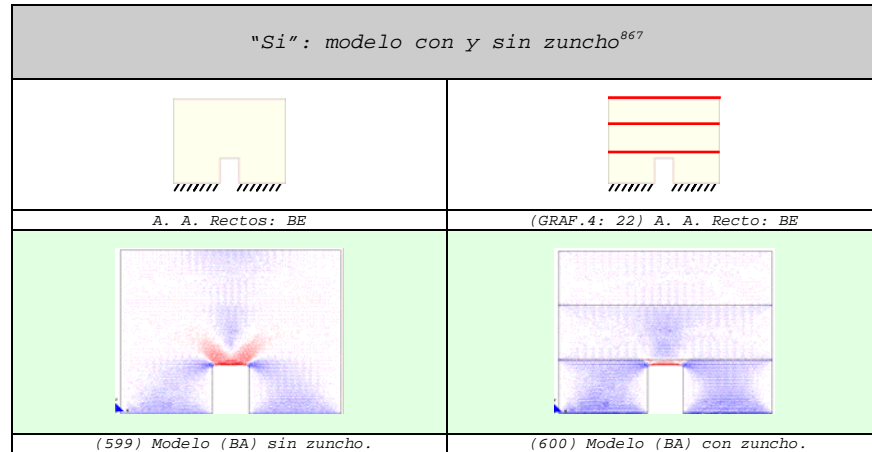 "Si": modelo con y sin zuncho867
A. A. Rectos: BE
(GRAF.4: 22) A. A. Recto: BE
(599) Modelo (BA) sin zuncho.
(600) Modelo (BA) con zuncho.